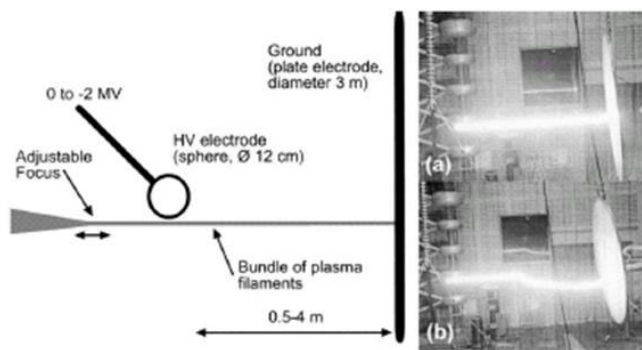 Ground
(plate electrode,
diameter 3 m)
0 to -2 MV
HV electrode
(sphere, Ø 12 cm)
Adjustable
Focus
Bundle of plasma
filaments
0.5-4 m
(a)
(b)